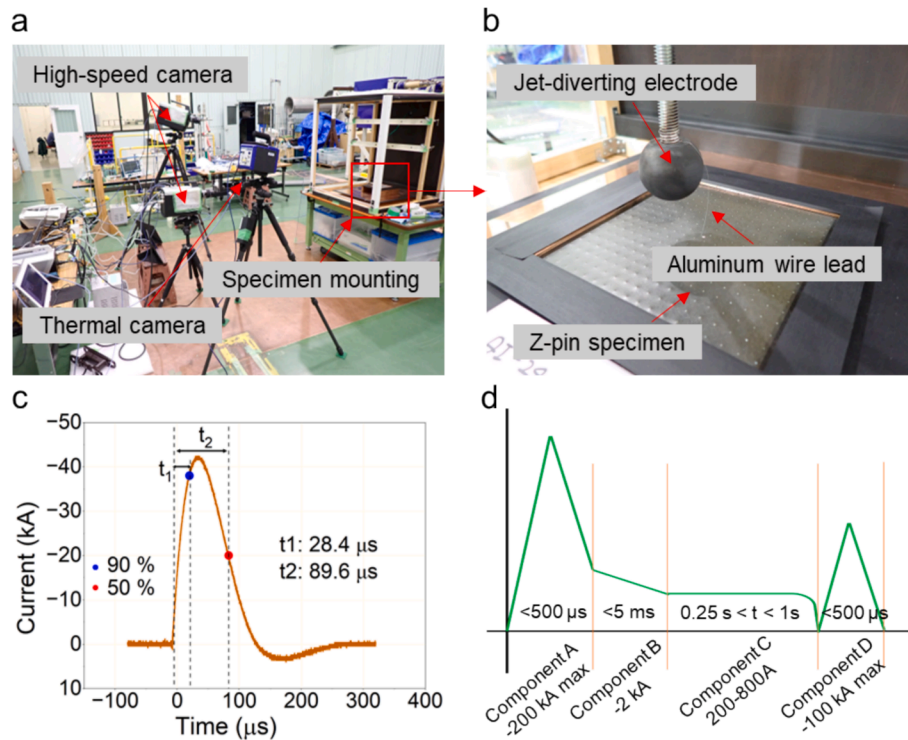 a
High-speed camera
Specimen mounting
Thermal camera
b
Jet-diverting electrode
Aluminum wire lead
Z-pin specimen
c
−50
−40
−30
−20
−10
0
10
Current (kA)
t₂
t₁
t1: 28.4 μs
t2: 89.6 μs
90 %
50 %
−100
0
100
200
300
400
Time (μs)
d
<500 μs
<5 ms
0.25 s < t < 1s
<500 μs
Component A
-200 kA max
Component B
-2 kA
Component C
200-800A
Component D
-100 kA max